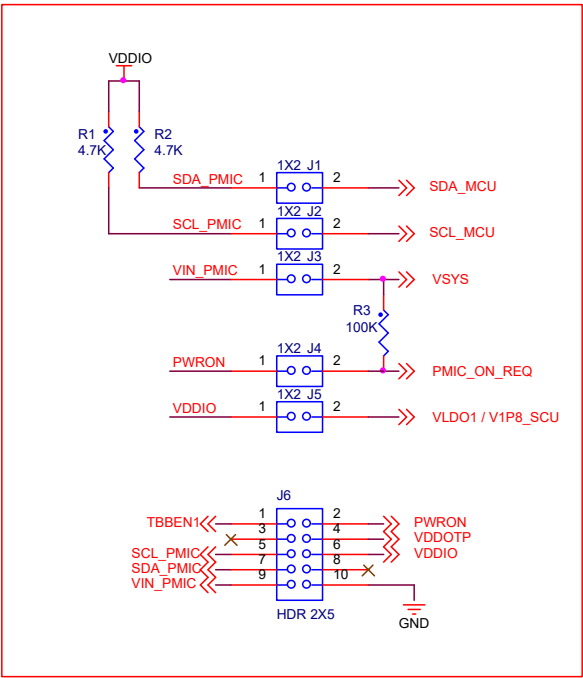 VDDIO
R1 R2
4.7K 4.7K
1X2 J1
SDA_PMIC 1 2 SDA_MCU
1X2 J2
SCL_PMIC 1 2 SCL_MCU
1X2 J3
VIN_PMIC 1 2 VSYS
R3
100K
1X2 J4
PWRON 1 2 PMIC_ON_REQ
1X2 J5
VDDIO 1 2 VLDO1 / V1P8_SCU
J6
TBBEN1 1 2 PWRON
3 4 VDDOTP
SCL_PMIC 5 6 VDDIO
SDA_PMIC 7 8
VIN_PMIC 9 10
HDR 2X5
GND